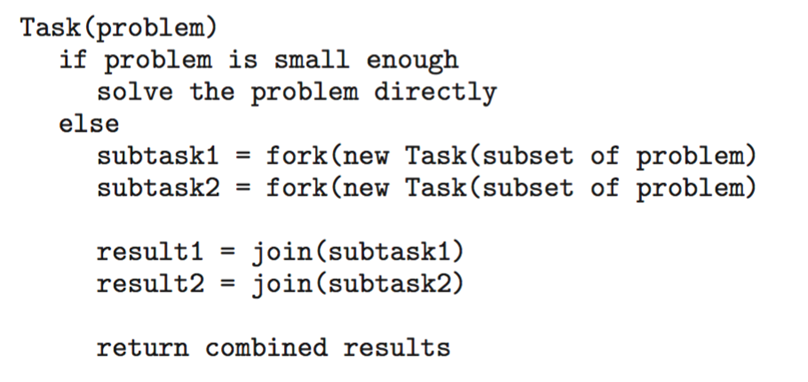 Task(problem)
if problem is small enough
solve the problem directly
else
subtask1 = fork(new Task(subset of problem)
subtask2 = fork(new Task(subset of problem)
result1 = join(subtask1)
result2 = join(subtask2)
return combined results